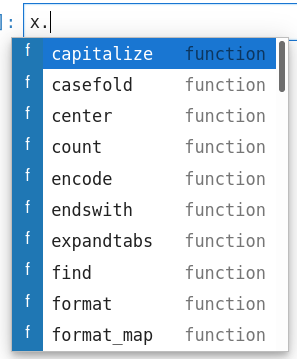 ]: x.
f capitalize function
f casefold function
f center function
f count function
f encode function
f endswith function
f expandtabs function
f find function
f format function
f format_map function